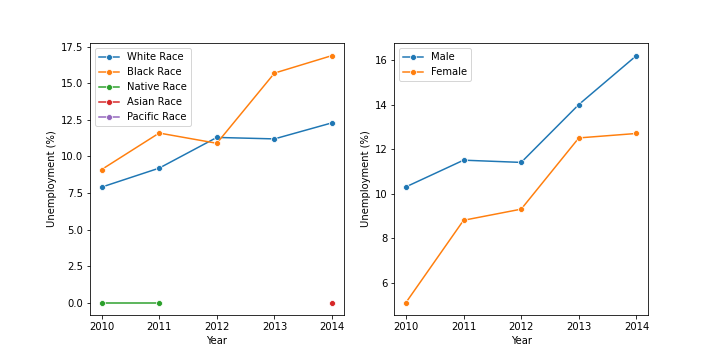 White Race
Black Race
Native Race
Asian Race
Pacific Race
17.5
15.0
12.5
10.0
7.5
5.0
2.5
0.0
Unemployment (%)
2010 2011 2012 2013 2014
Year
Male
Female
16
14
12
10
8
6
Unemployment (%)
2010 2011 2012 2013 2014
Year